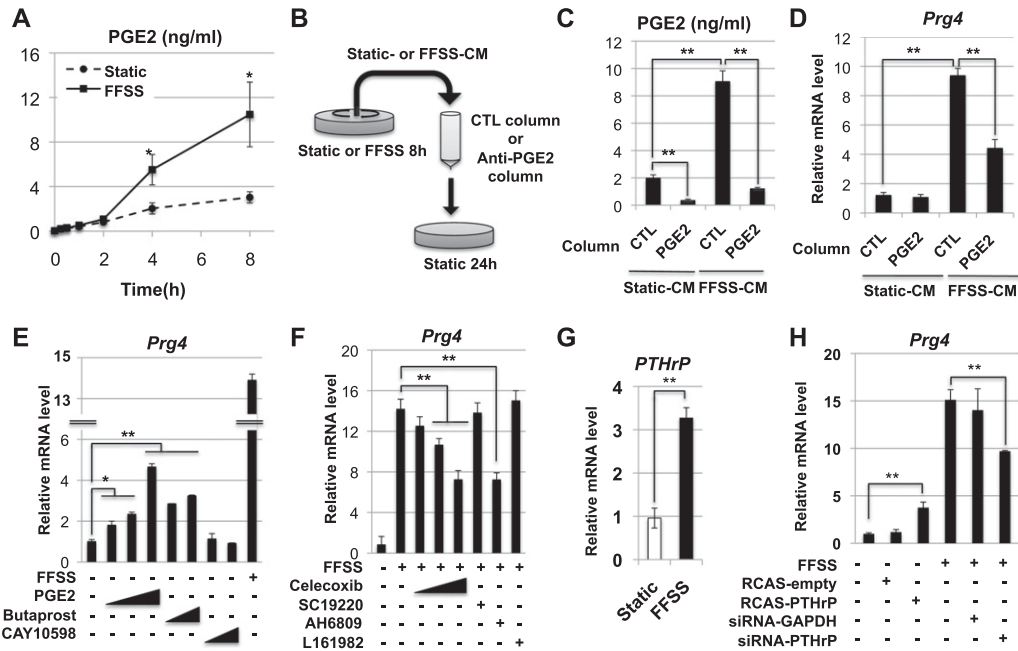 A
PGE2 (ng/ml)
16
12
8
4
0
Static
FFSS
*
*
0 2 4 6 8
Time(h)
B
Static- or FFSS-CM
Static or FFSS 8h
CTL column
or
Anti-PGE2
column
Static 24h
C
PGE2 (ng/ml)
12
10
8
6
4
2
0
**
**
**
Column
CTL PGE2 CTL PGE2
Static-CM FFSS-CM
D
Prg4
Relative mRNA level
12
10
8
6
4
2
0
**
**
Column
CTL PGE2 CTL PGE2
Static-CM FFSS-CM
E
Prg4
Relative mRNA level
15
13
6
4
2
0
**
*
FFSS - - - - - - - - +
PGE2 - - - - - -
Butaprost - - - - - - -
CAY10598 - - - - - - -
F
Prg4
Relative mRNA level
20
16
12
8
4
0
**
**
FFSS - + + + + + + +
Celecoxib - - - - -
SC19220 - - - - - + - -
AH6809 - - - - - - + -
L161982 - - - - - - - +
G
PTHrP
Relative mRNA level
4
3
2
1
0
**
Static FFSS
H
Prg4
Relative mRNA level
20
15
10
5
0
**
**
FFSS - - - + + +
RCAS-empty - + - - - -
RCAS-PTHrP - - + - - -
siRNA-GAPDH - - - - + -
siRNA-PTHrP - - - - - +